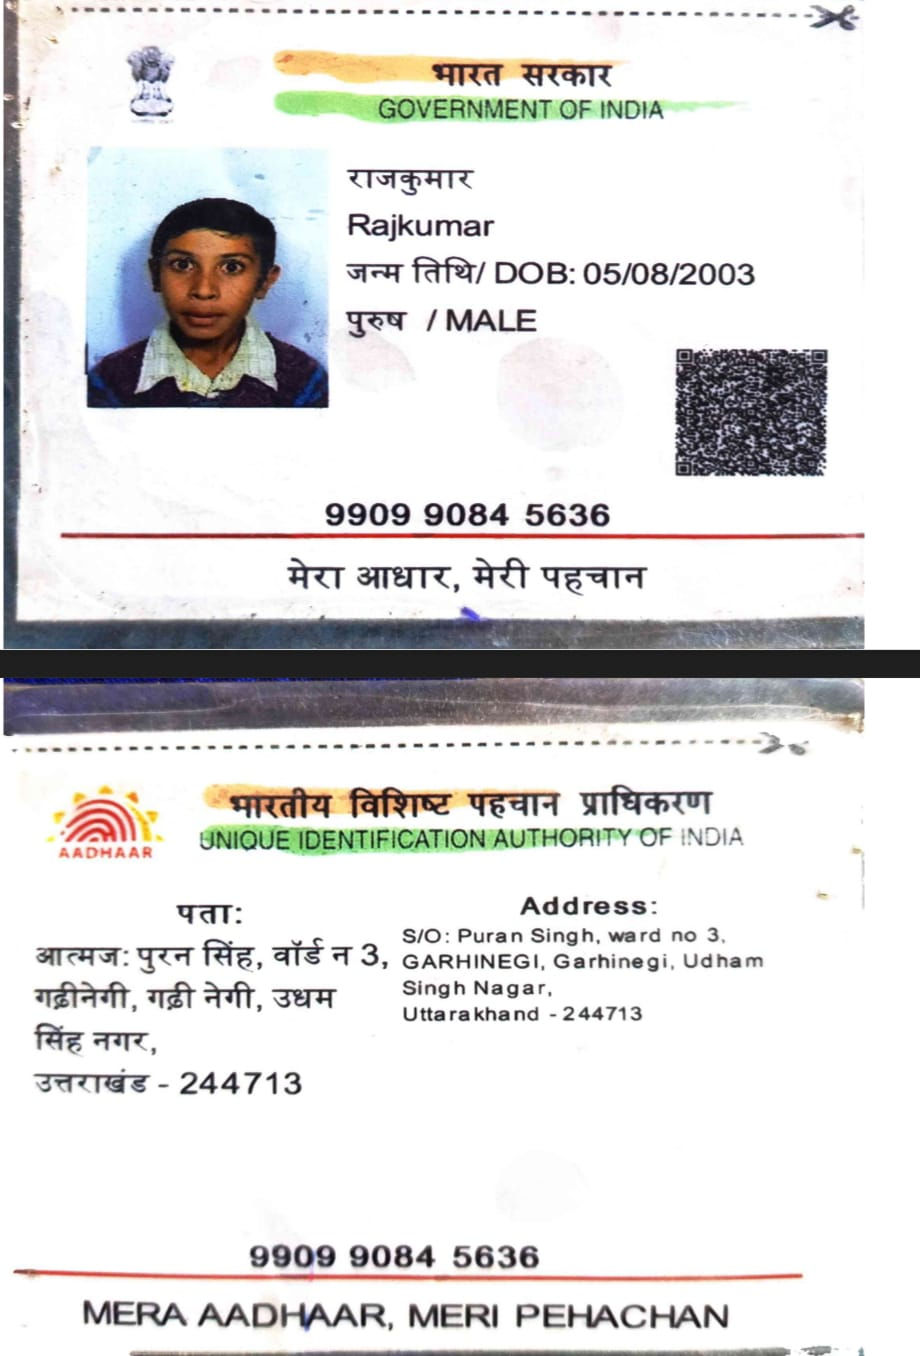 भारत सरकार
GOVERNMENT OF INDIA
राजकुमार
Rajkumar
जन्म तिथि/ DOB: 05/08/2003
पुरुष / MALE
9909 9084 5636
मेरा आधार, मेरी पहचान
भारतीय विशिष्ट पहचान प्राधिकरण
UNIQUE IDENTIFICATION AUTHORITY OF INDIA
AADHAAR
पता:
आत्मज: पुरन सिंह, वॉर्ड न 3,
गढ़ीनेगी, गढ़ी नेगी, उधम
सिंह नगर,
उत्तराखंड - 244713
Address:
S/O: Puran Singh, ward no 3,
GARHINEGI, Garhinegi, Udham
Singh Nagar,
Uttarakhand - 244713
9909 9084 5636
MERA AADHAAR, MERI PEHACHAN